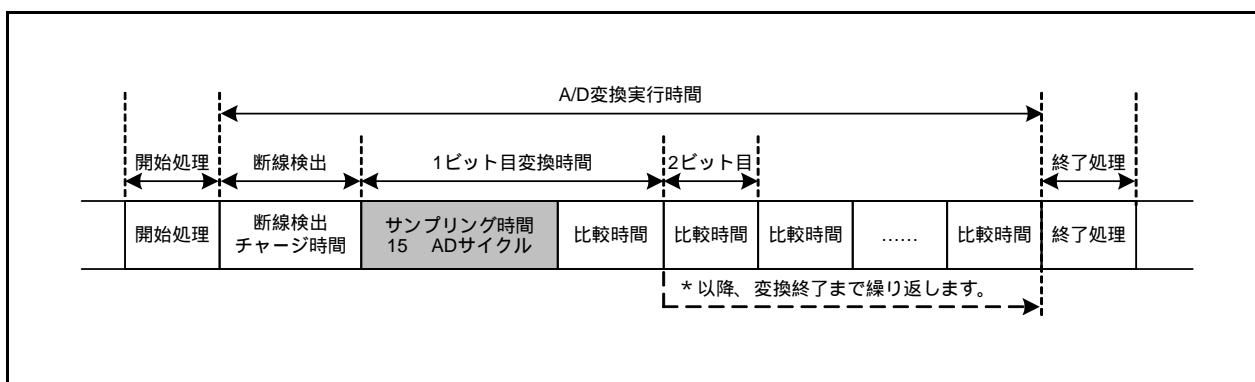 A/D変換実行時間
開始処理 断線検出 1ビット目変換時間 2ビット目 終了処理
開始処理 断線検出 チャージ時間 サンプリング時間 15 ADサイクル 比較時間 比較時間 比較時間 …… 比較時間 終了処理
*以降、変換終了まで繰り返します。